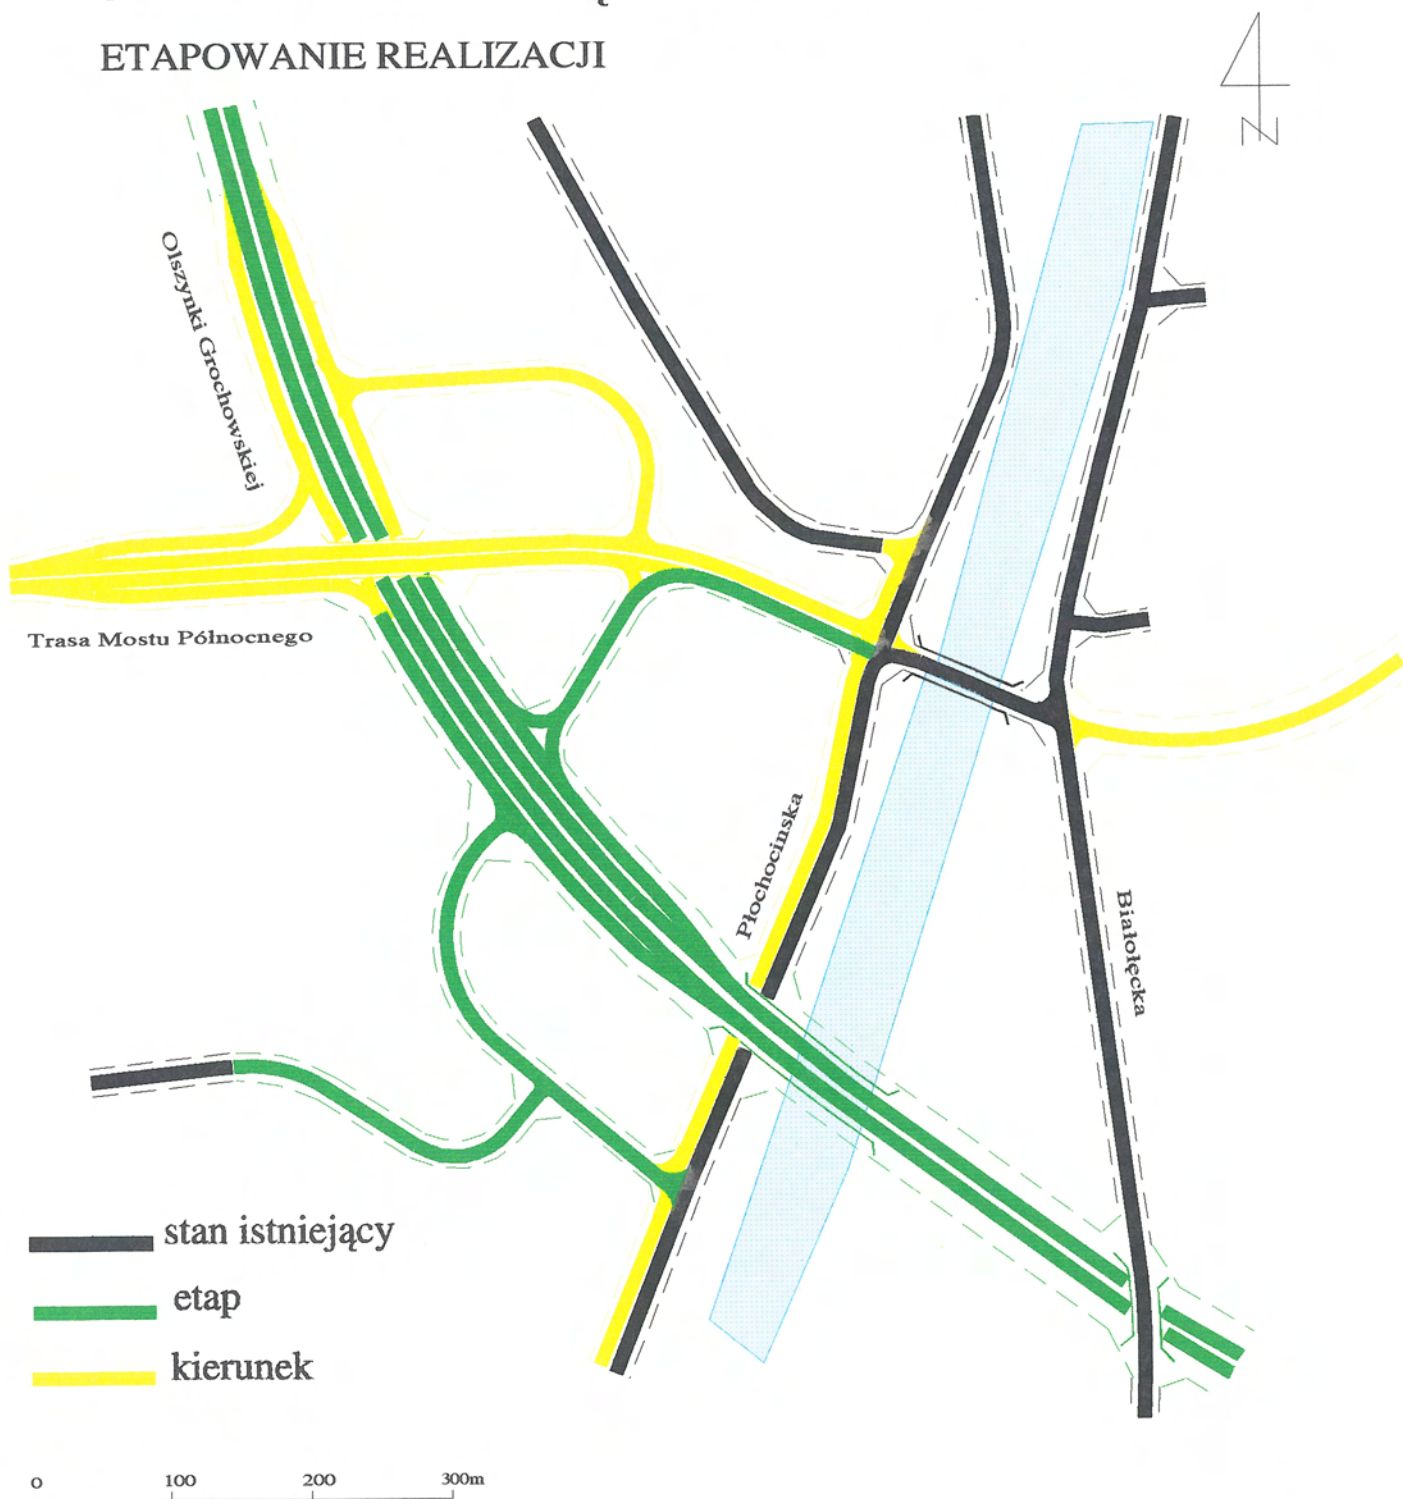 ETAPOWANIE REALIZACJI
N
Olszynki Grochowskiej
Trasa Mostu Północnego
Płochocinska
Białołęcka
stan istniejący
etap
kierunek
0 100 200 300m